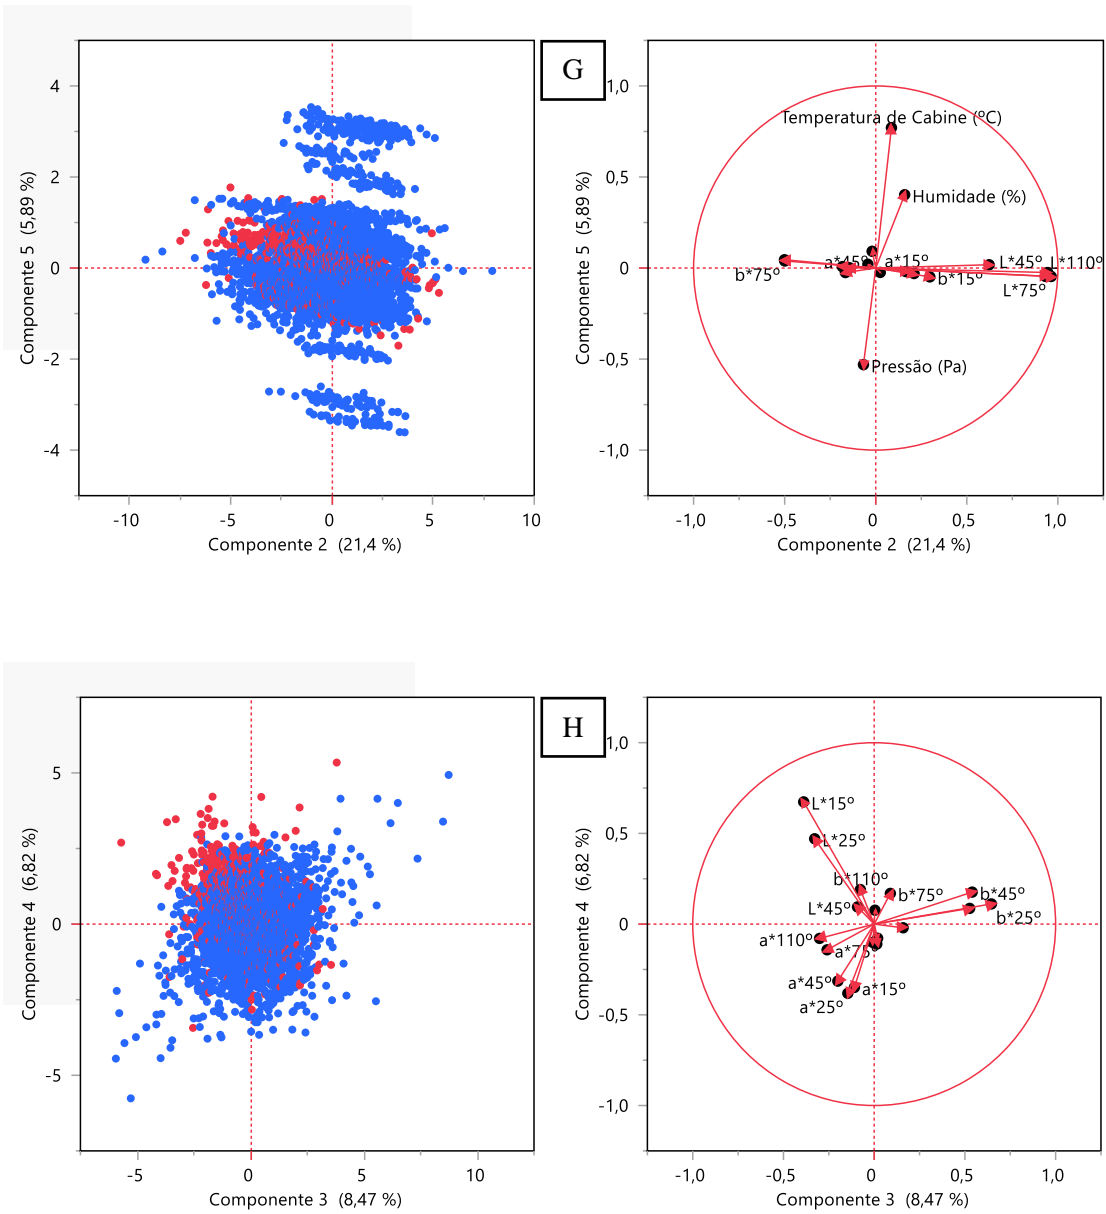 G
4
2
0
-2
-4
Componente 5 (5,89 %)
-10
-5
0
5
10
Componente 2 (21,4 %)
1,0
0,5
0
-0,5
-1,0
Componente 5 (5,89 %)
Temperatura de Cabine (ºC)
Humidade (%)
a*45º
a*15º
L*45º
L*110º
b*75º
b*15º
L*75º
Pressão (Pa)
-1,0
-0,5
0
0,5
1,0
Componente 2 (21,4 %)
H
5
0
-5
Componente 4 (6,82 %)
-5
0
5
10
Componente 3 (8,47 %)
1,0
0,5
0
-0,5
-1,0
Componente 4 (6,82 %)
L*15º
L*25º
b*110º
b*75º
b*45º
L*45º
b*25º
a*110º
a*75º
a*45º
a*15º
a*25º
-1,0
-0,5
0
0,5
1,0
Componente 3 (8,47 %)